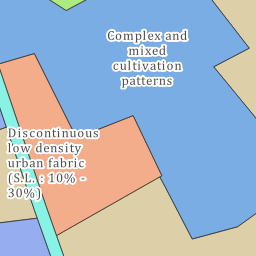 Complex and
mixed
cultivation
patterns
Discontinuous
low density
urban fabric
(S.L. : 10% -
30%)